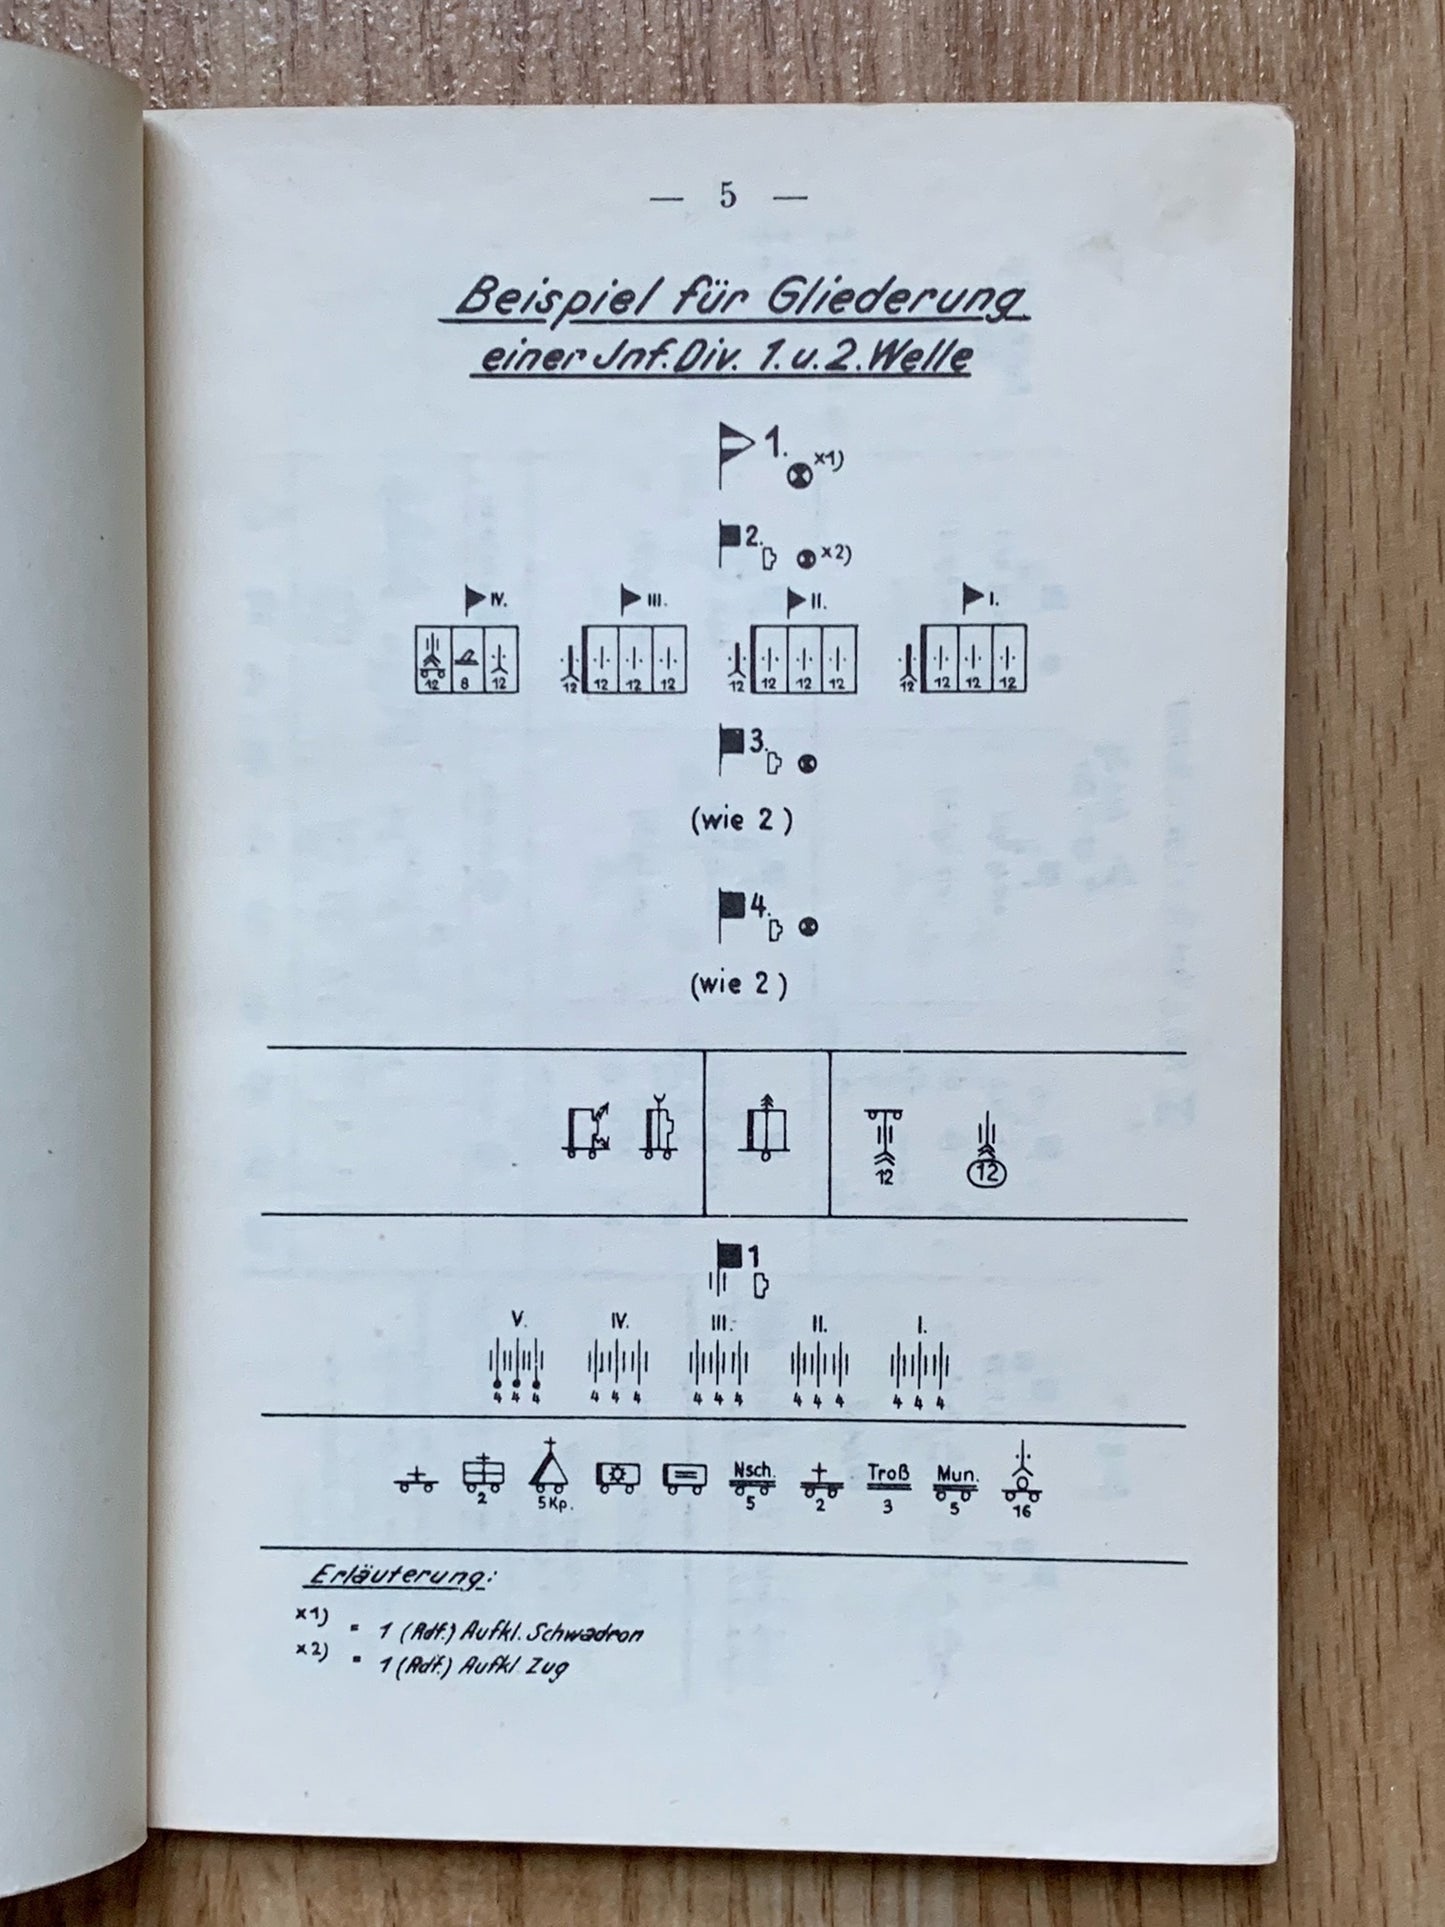 — 5 —
Beispiel für Gliederung
einer Jnf. Div. 1. u. 2. Welle
1. x1)
2. x2)
IV. III. II. I.
12 8 12 12 12 12 12 12 12 12 12 12 12 12 12
3.
(wie 2)
4.
(wie 2)
12 12
1
V. IV. III. II. I.
4 4 4 4 4 4 4 4 4 4 4 4 4 4 4
Nsch. Troß Mun.
2 5 Kp. 5 2 3 5 16
Erläuterung:
x1) = 1 (Rdf.) Aufkl. Schwadron
x2) = 1 (Rdf.) Aufkl. Zug